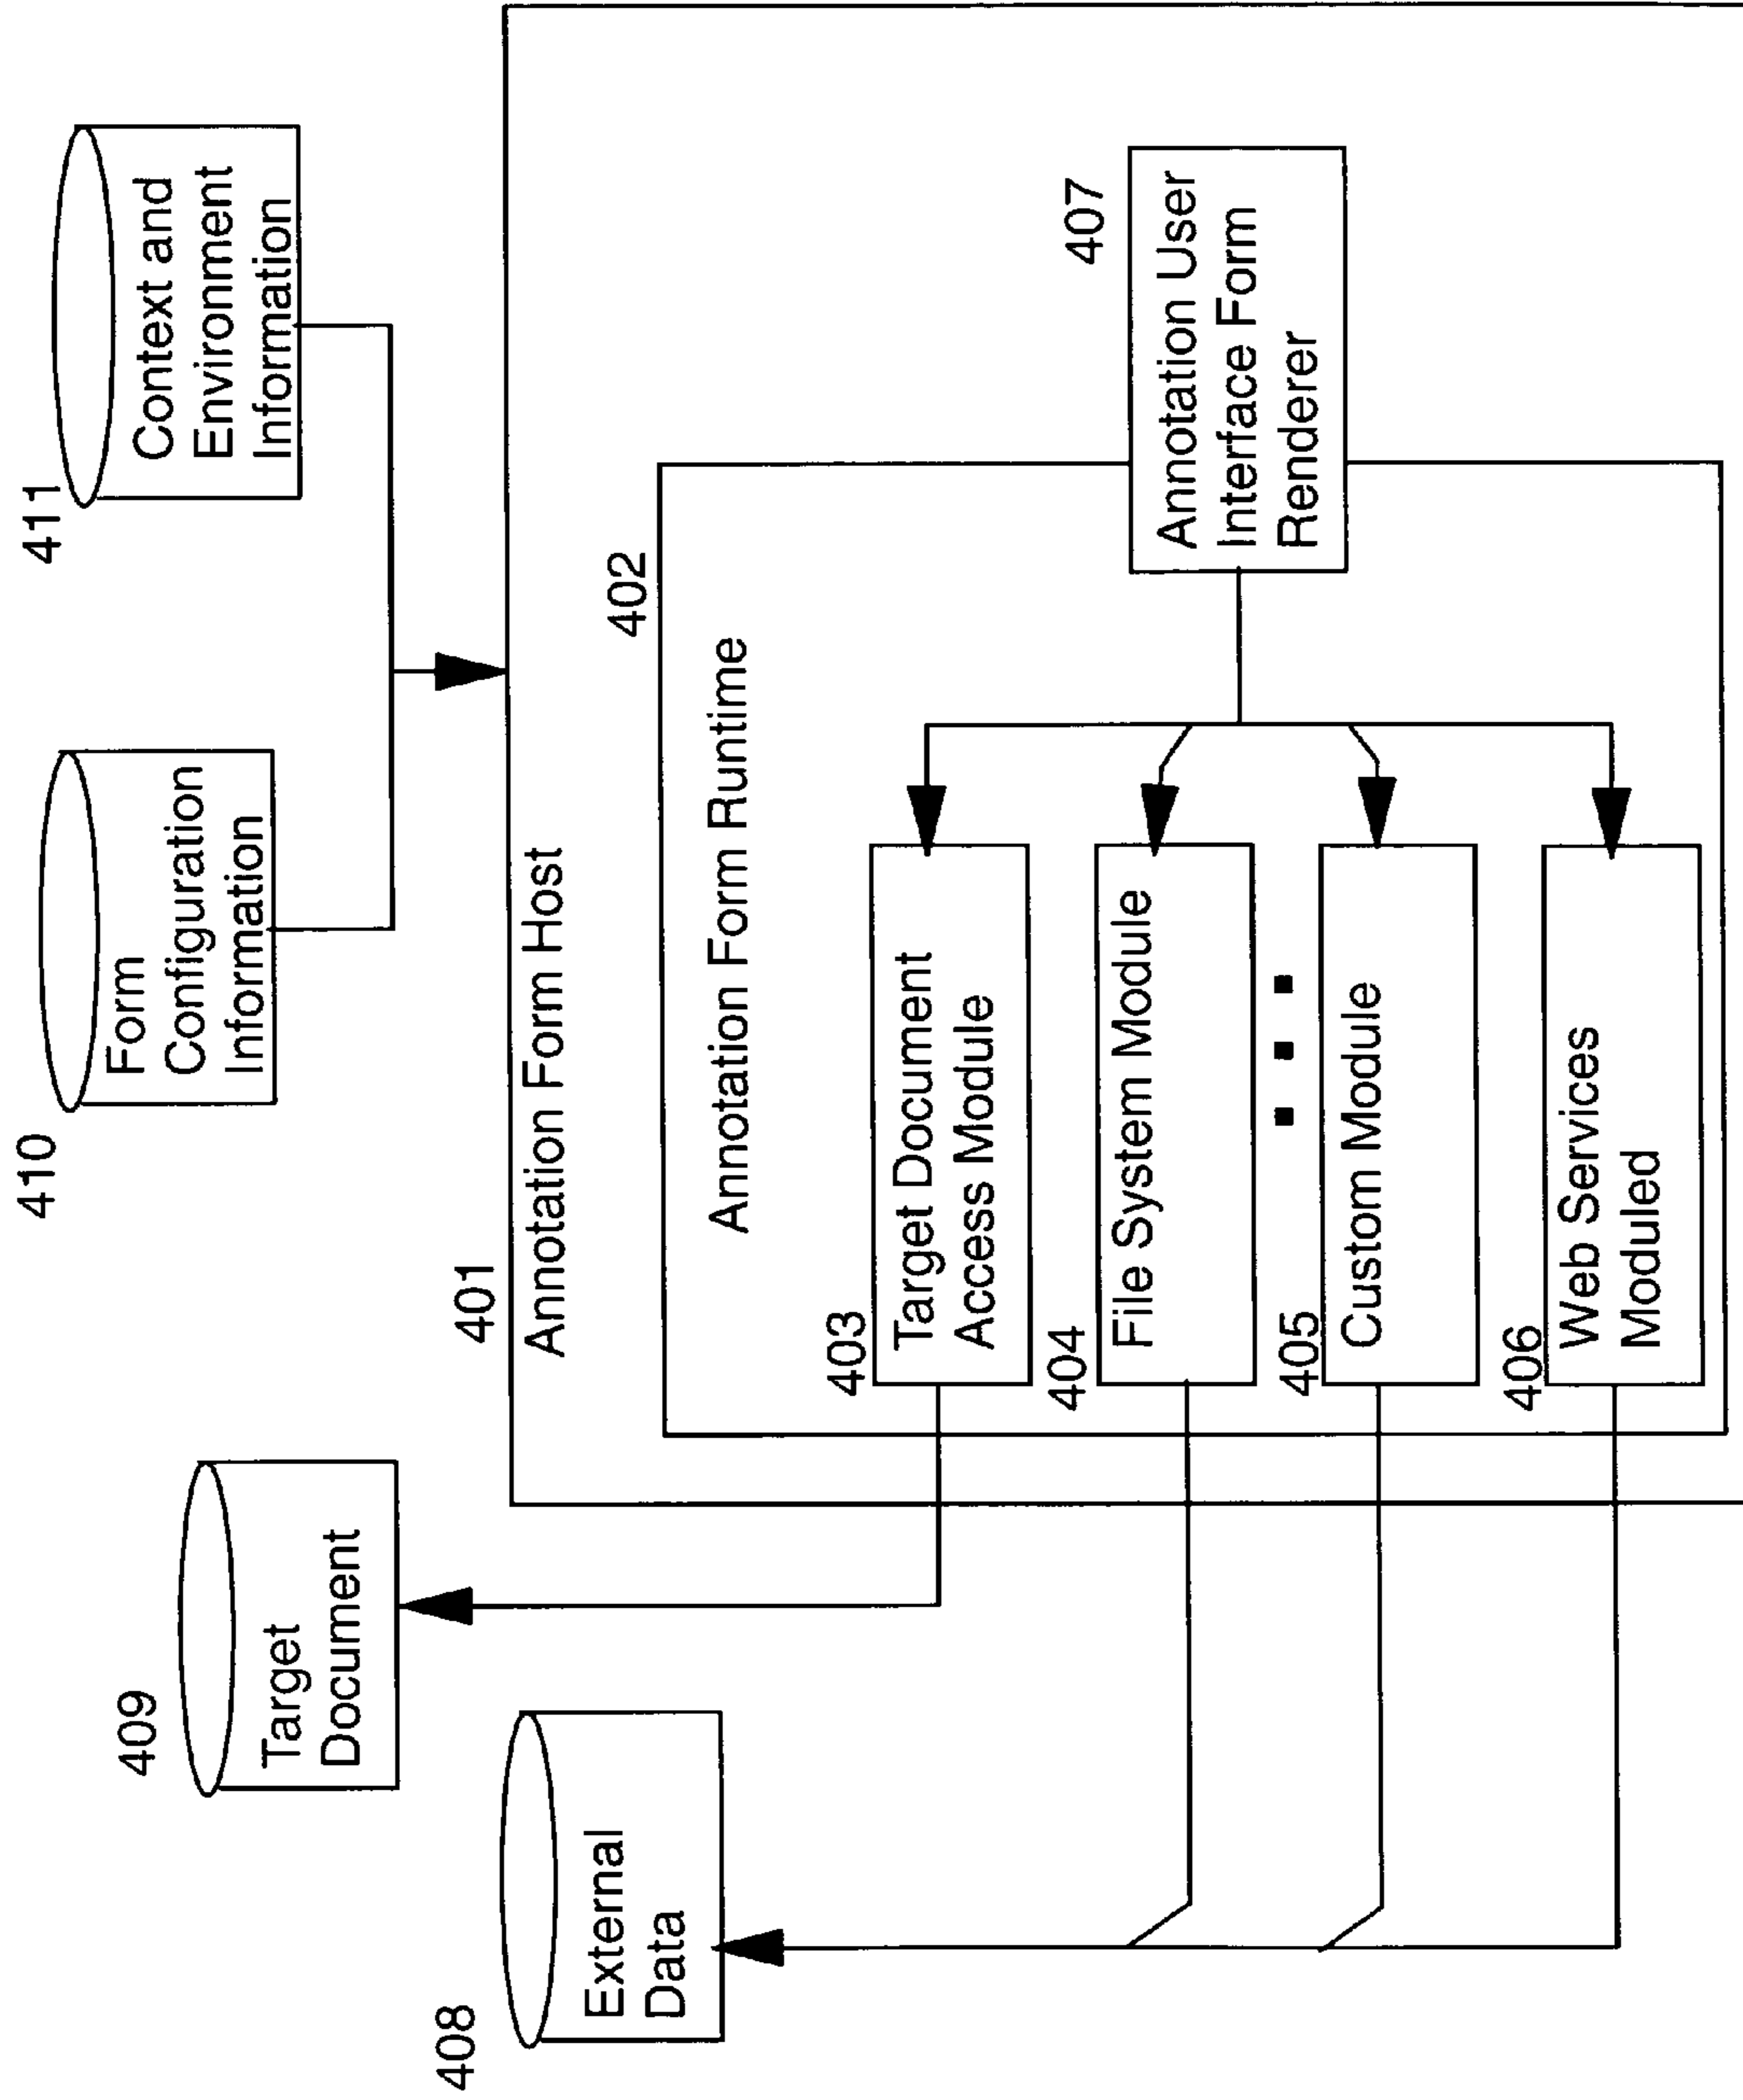 410
Form
Configuration
Information
411
Context and
Environment
Information
409
Target
Document
408
External
Data
401
Annotation Form Host
402
Annotation Form Runtime
403
Target Document
Access Module
404
File System Module
405
Custom Module
406
Web Services
Moduled
407
Annotation User
Interface Form
Renderer